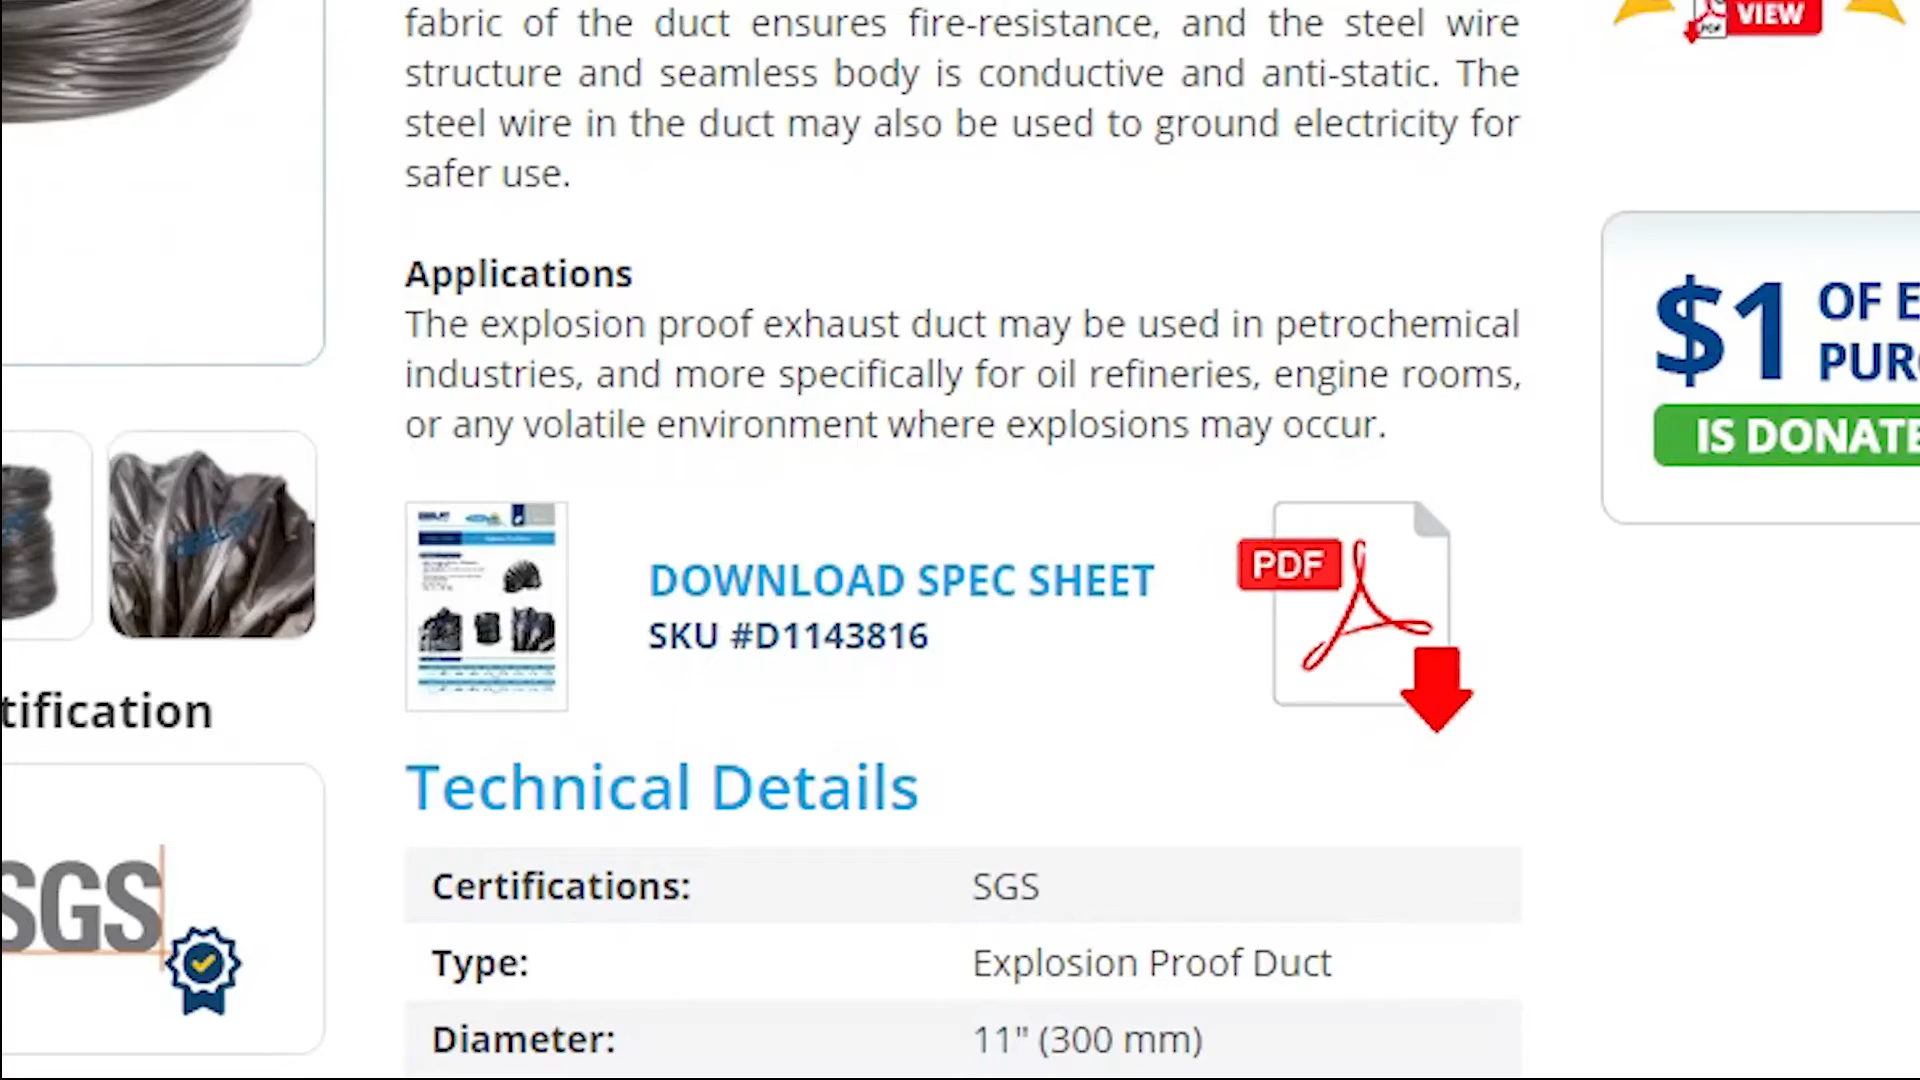 fabric of the duct ensures fire-resistance, and the steel wire
structure and seamless body is conductive and anti-static. The
steel wire in the duct may also be used to ground electricity for
safer use.
Applications
The explosion proof exhaust duct may be used in petrochemical
industries, and more specifically for oil refineries, engine rooms,
or any volatile environment where explosions may occur.
DOWNLOAD SPEC SHEET
SKU #D1143816
PDF
Technical Details
Certifications: SGS
Type: Explosion Proof Duct
Diameter: 11" (300 mm)
tification
SGS
PDF
VIEW
$1 OF E
PUR
IS DONATE